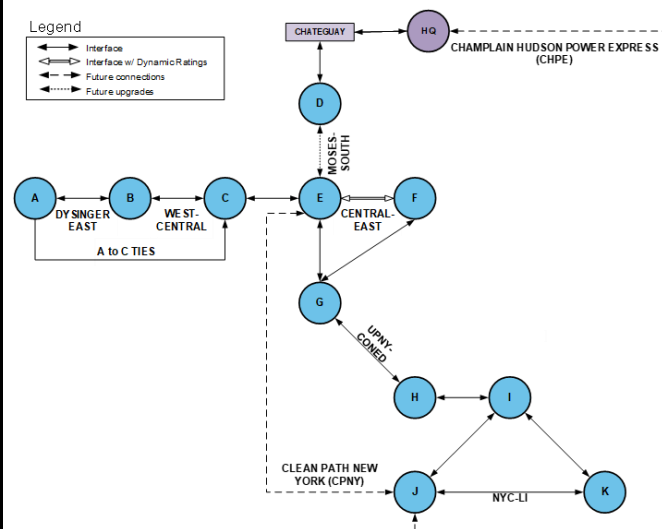 Legend
Interface
Interface w/ Dynamic Ratings
Future connections
Future upgrades
CHATEGUAY
HQ
CHAMPLAIN HUDSON POWER EXPRESS
(CHPE)
D
MOSES-
SOUTH
A
B
C
E
F
DYSINGER
EAST
WEST-
CENTRAL
CENTRAL-
EAST
A to C TIES
G
UPNY-
CONED
H
I
CLEAN PATH NEW
YORK (CPNY)
J
NYC-LI
K